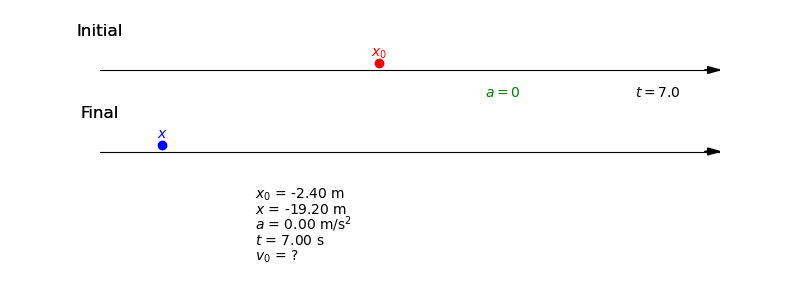 Initial
x₀
a = 0
t = 7.0
Final
x
x₀ = -2.40 m
x = -19.20 m
a = 0.00 m/s²
t = 7.00 s
v₀ = ?